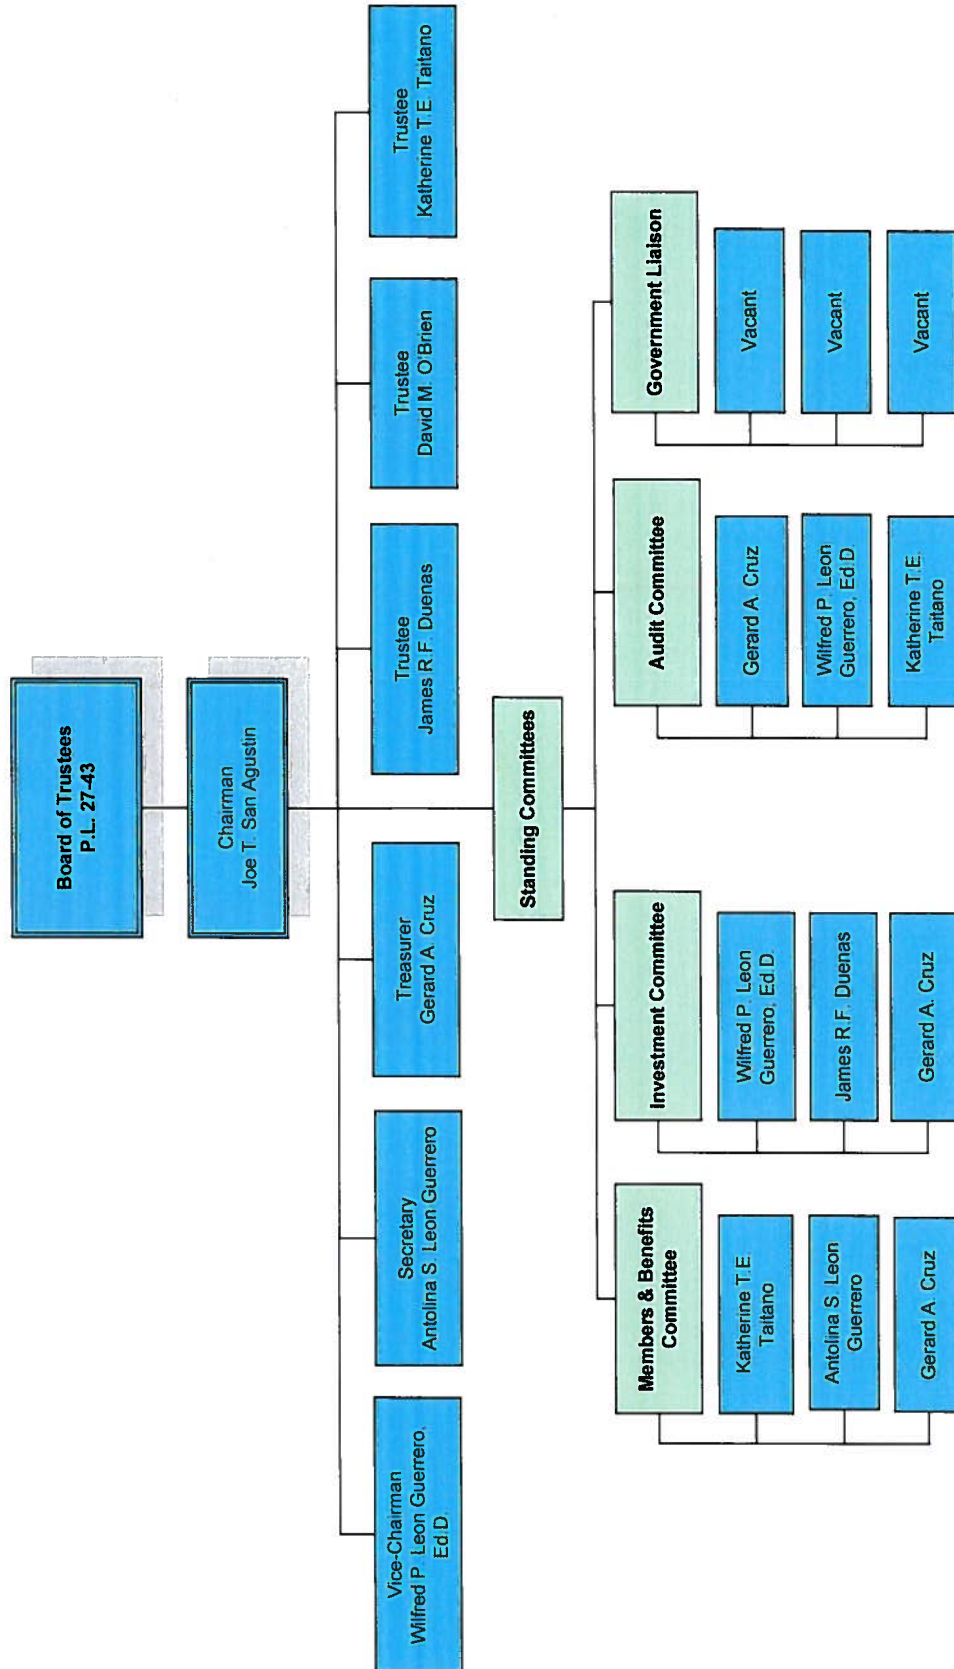 Board of Trustees
P.L. 27-43
Chairman
Joe T. San Agustin
Vice-Chairman
Wilfred P. Leon Guerrero,
Ed.D.
Secretary
Antolina S. Leon Guerrero
Treasurer
Gerard A. Cruz
Trustee
James R.F. Duenas
Trustee
David M. O'Brien
Trustee
Katherine T.E. Taitano
Standing Committees
Members & Benefits
Committee
Katherine T.E.
Taitano
Antolina S. Leon
Guerrero
Gerard A. Cruz
Investment Committee
Wilfred P. Leon
Guerrero, Ed.D.
James R.F. Duenas
Gerard A. Cruz
Audit Committee
Gerard A. Cruz
Wilfred P. Leon
Guerrero, Ed.D.
Katherine T.E.
Taitano
Government Liaison
Vacant
Vacant
Vacant